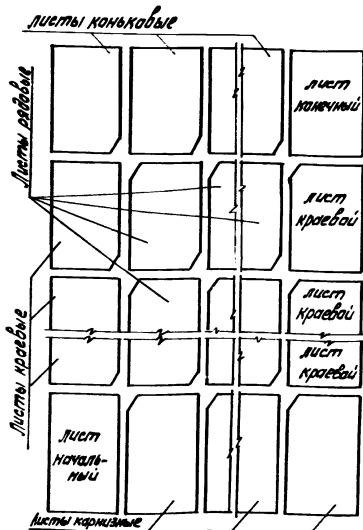 листы коньковые
лист
конечный
Листы рядовые
лист
краевой
лист
краевой
лист
краевой
Листы краевые
лист
началь-
ный
Листы карнизные